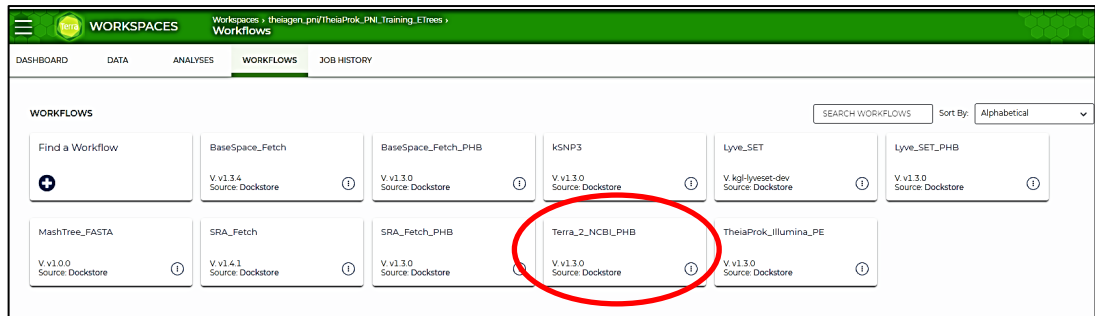 Terra
WORKSPACES
Workspaces › theiagen_pni/TheiaProk_PNI_Training_ETrees ›
Workflows
DASHBOARD DATA ANALYSES WORKFLOWS JOB HISTORY
WORKFLOWS
SEARCH WORKFLOWS Sort By: Alphabetical
Find a Workflow
BaseSpace_Fetch
V. v1.3.4
Source: Dockstore
BaseSpace_Fetch_PHB
V. v1.3.0
Source: Dockstore
kSNP3
V. v1.3.0
Source: Dockstore
Lyve_SET
V. kgl-lyveset-dev
Source: Dockstore
Lyve_SET_PHB
V. v1.3.0
Source: Dockstore
MashTree_FASTA
V. v1.0.0
Source: Dockstore
SRA_Fetch
V. v1.4.1
Source: Dockstore
SRA_Fetch_PHB
V. v1.3.0
Source: Dockstore
Terra_2_NCBI_PHB
V. v1.3.0
Source: Dockstore
TheiaProk_Illumina_PE
V. v1.3.0
Source: Dockstore